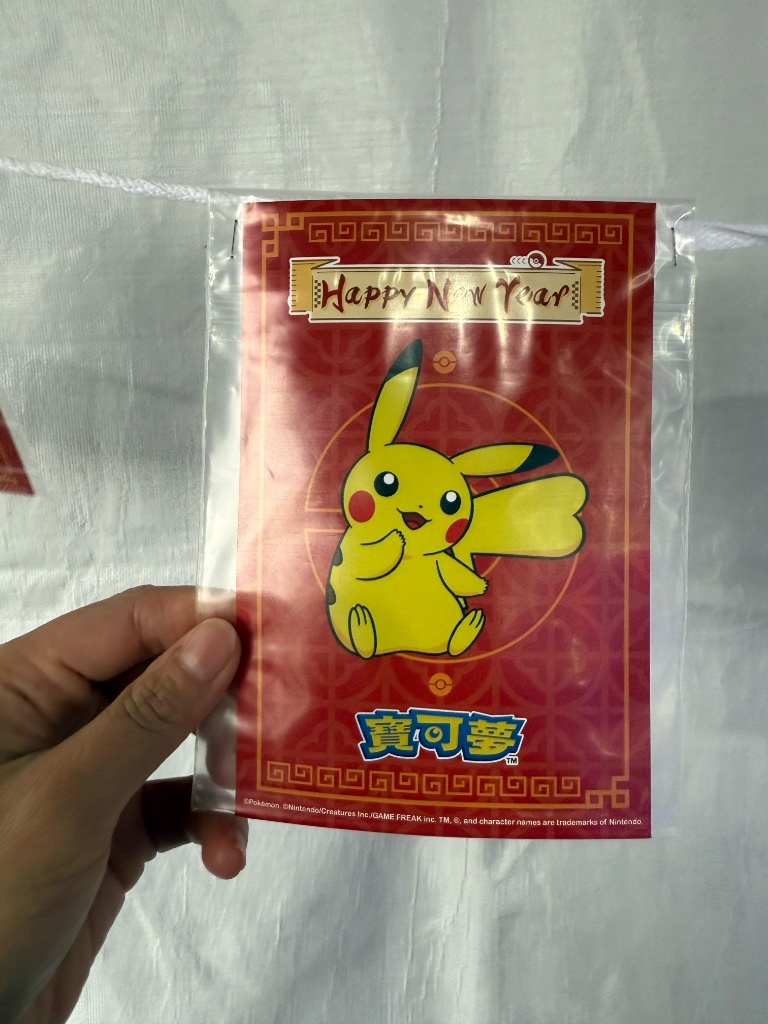 Happy New Year
寶可夢
TM
©Pokémon. ©Nintendo/Creatures Inc./GAME FREAK inc. TM, ®, and character names are trademarks of Nintendo.